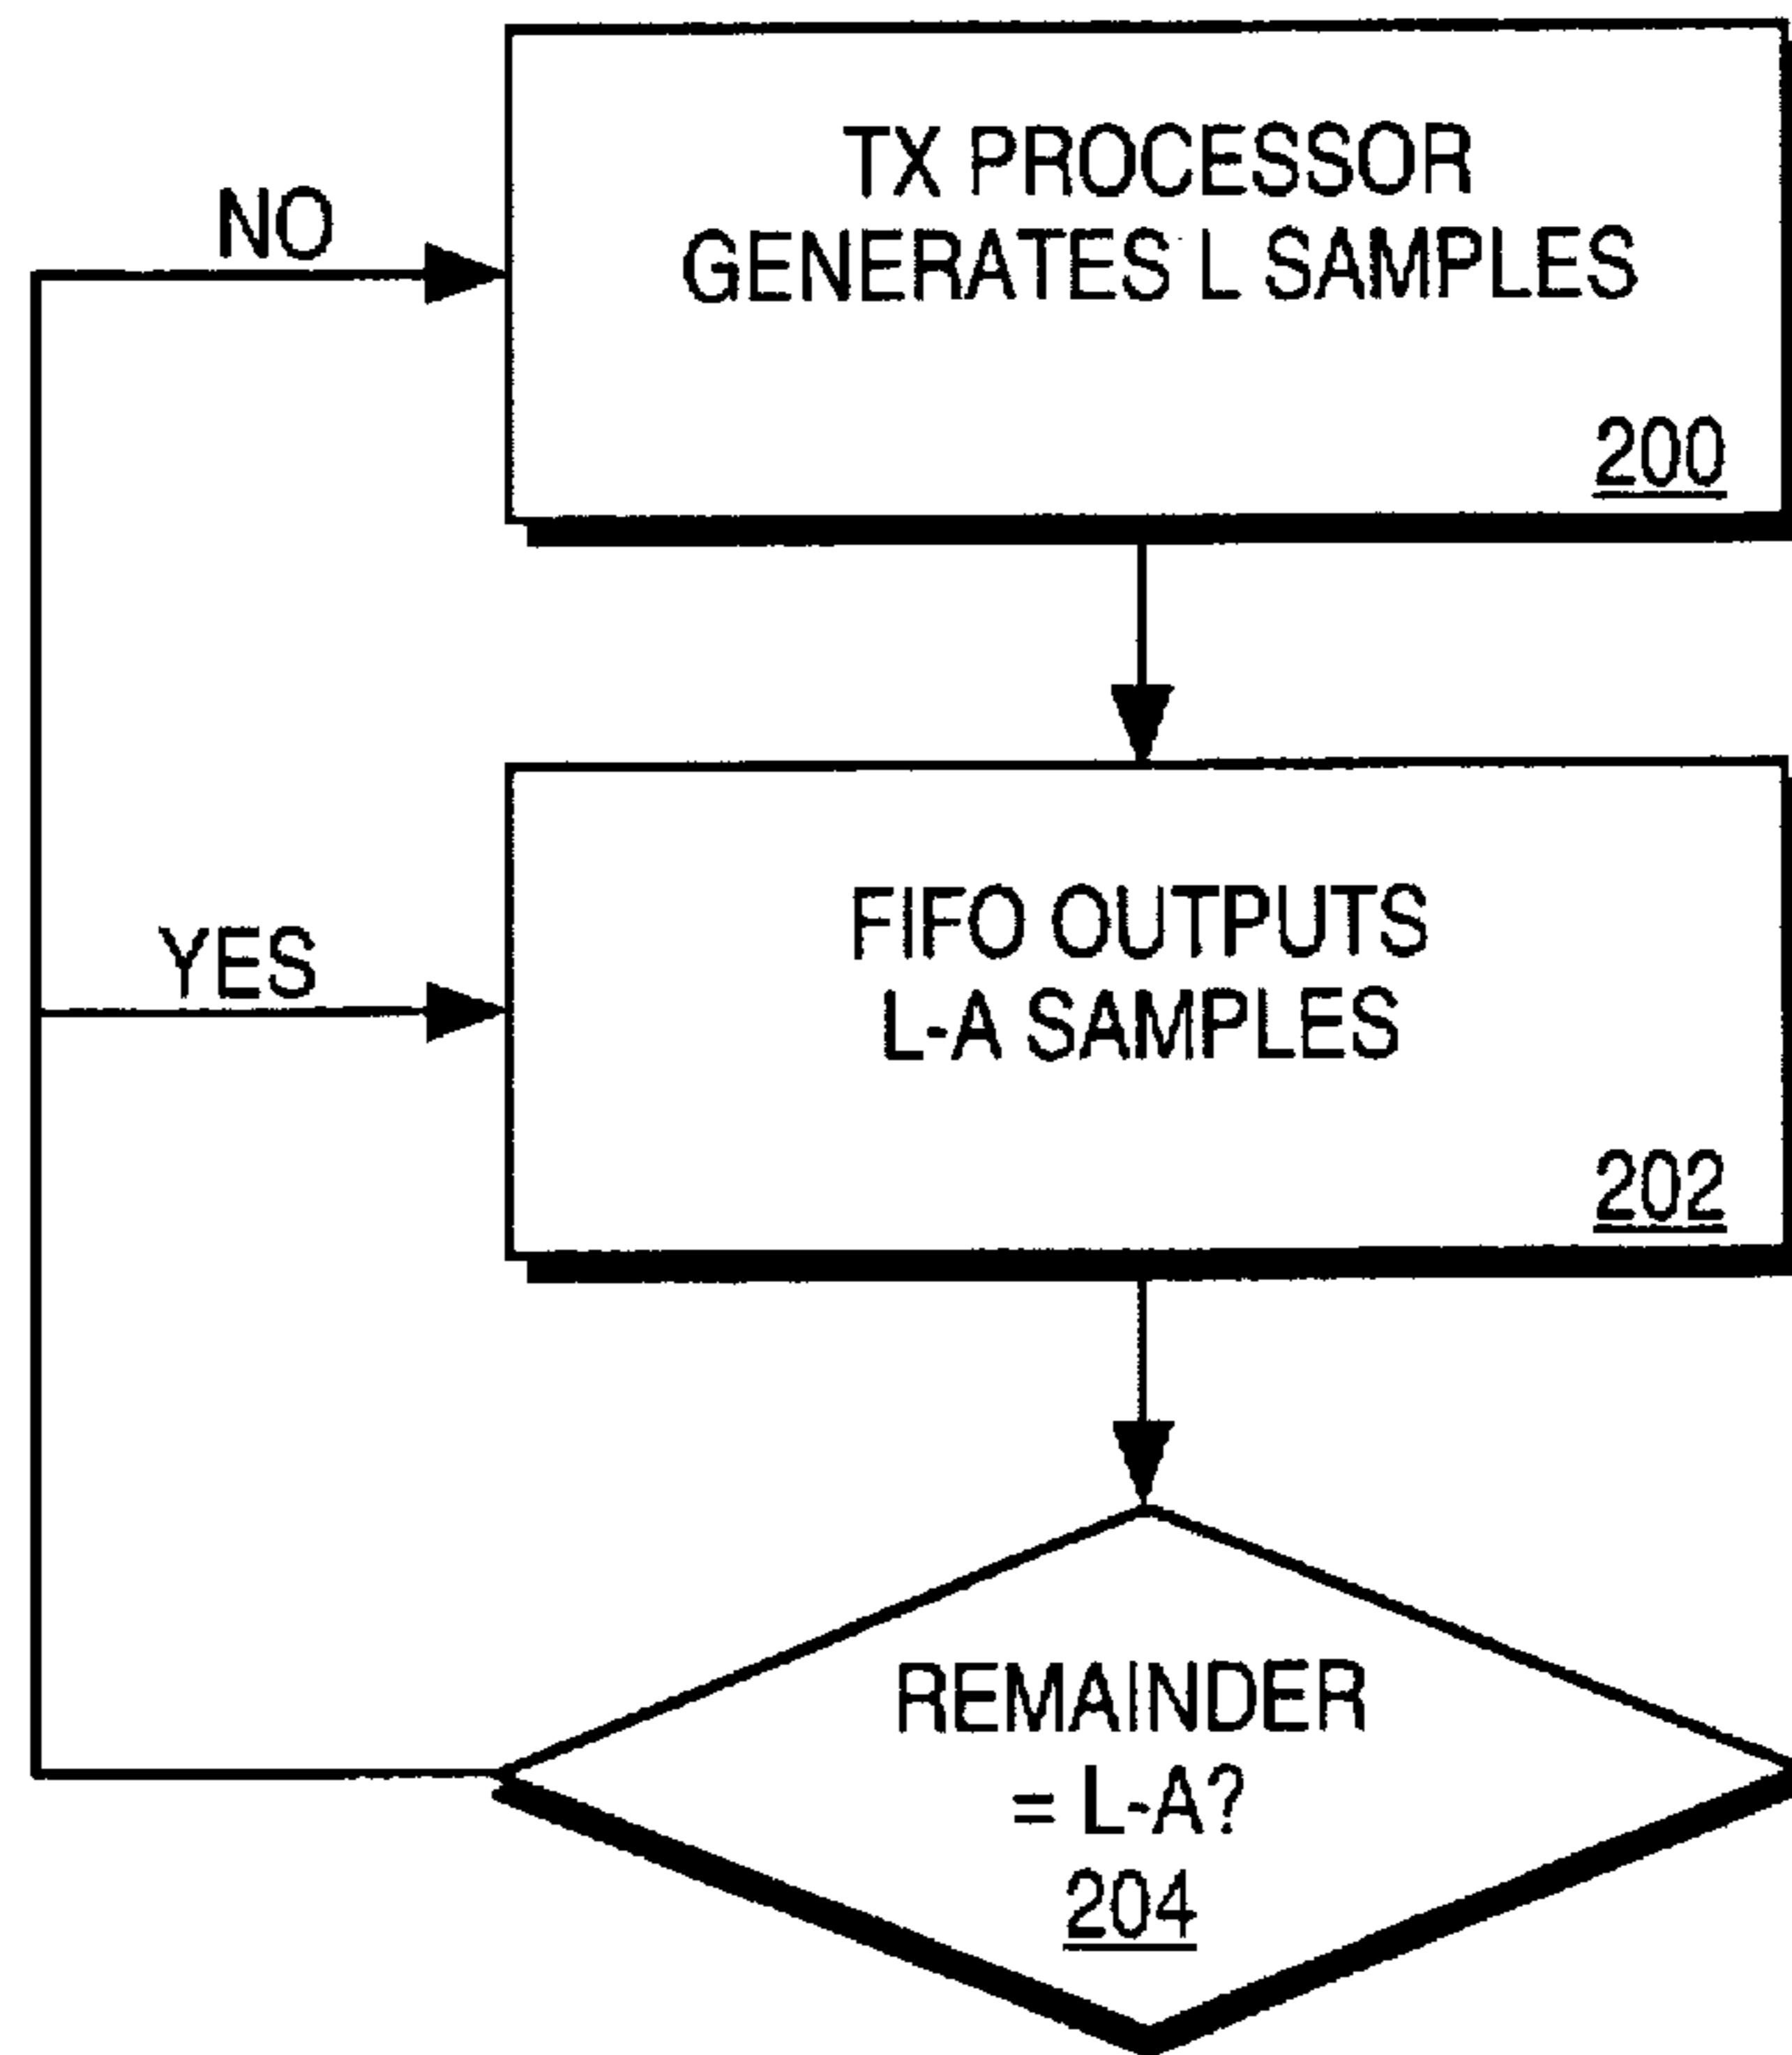 TX PROCESSOR
GENERATES L SAMPLES
200
NO
FIFO OUTPUTS
L-A SAMPLES
202
YES
REMAINDER
= L-A?
204